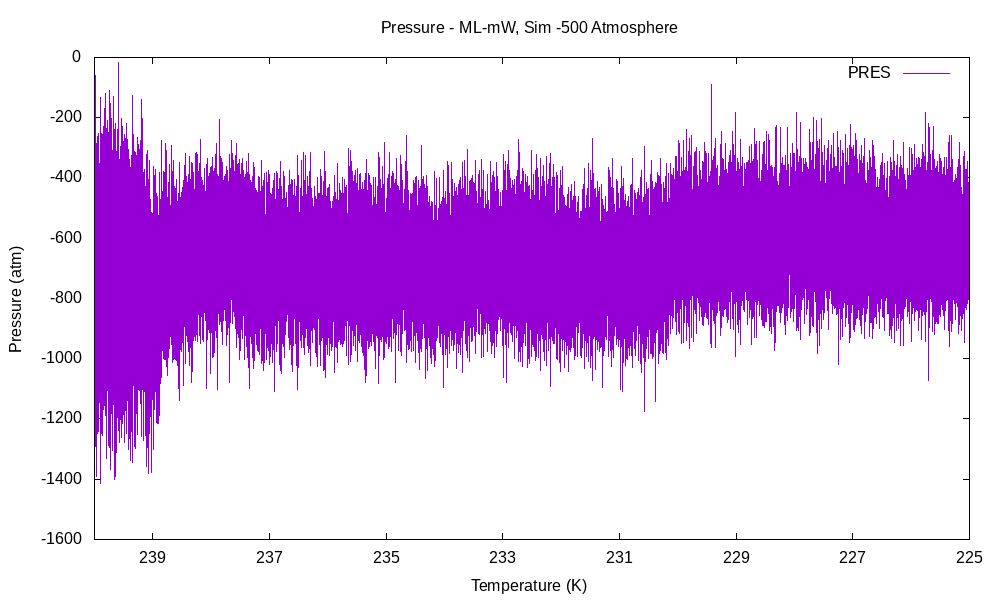 Pressure - ML-mW, Sim -500 Atmosphere
PRES
0
-200
-400
-600
-800
-1000
-1200
-1400
-1600
Pressure (atm)
239 237 235 233 231 229 227 225
Temperature (K)